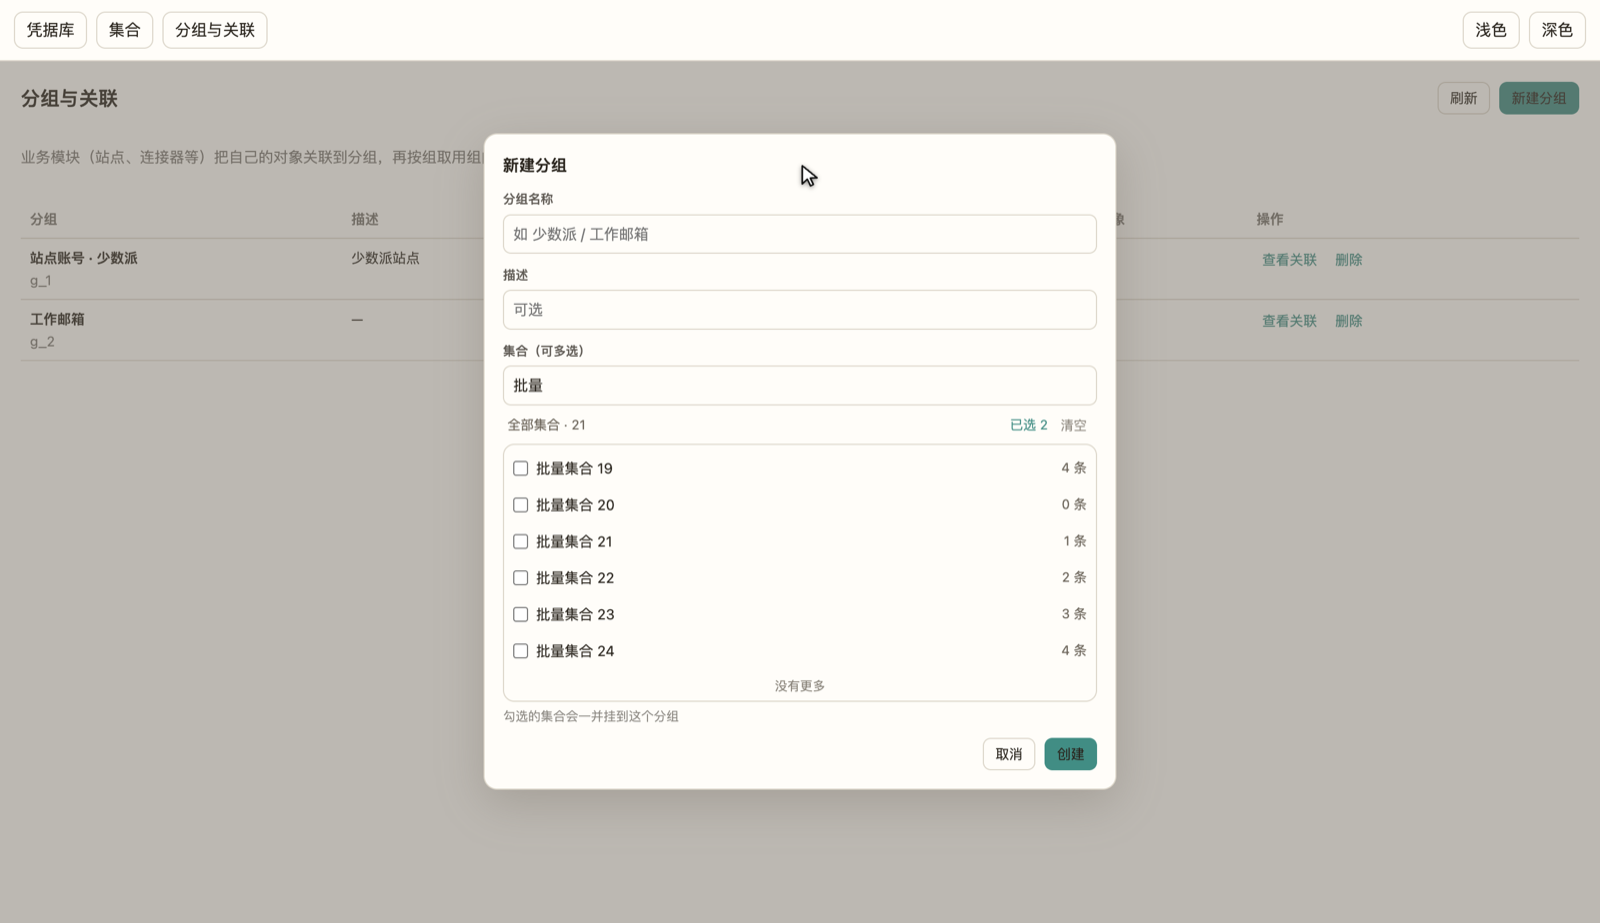 凭据库 集合 分组与关联 浅色 深色
分组与关联 刷新 新建分组
业务模块（站点、连接器等）把自己的对象关联到分组，再按组取用组
分组 描述 操作
站点账号 · 少数派 少数派站点 查看关联 删除
g_1
工作邮箱 — 查看关联 删除
g_2
新建分组
分组名称
如 少数派 / 工作邮箱
描述
可选
集合（可多选）
批量
全部集合 · 21 已选 2 清空
批量集合 19 4 条
批量集合 20 0 条
批量集合 21 1 条
批量集合 22 2 条
批量集合 23 3 条
批量集合 24 4 条
没有更多
勾选的集合会一并挂到这个分组
取消 创建